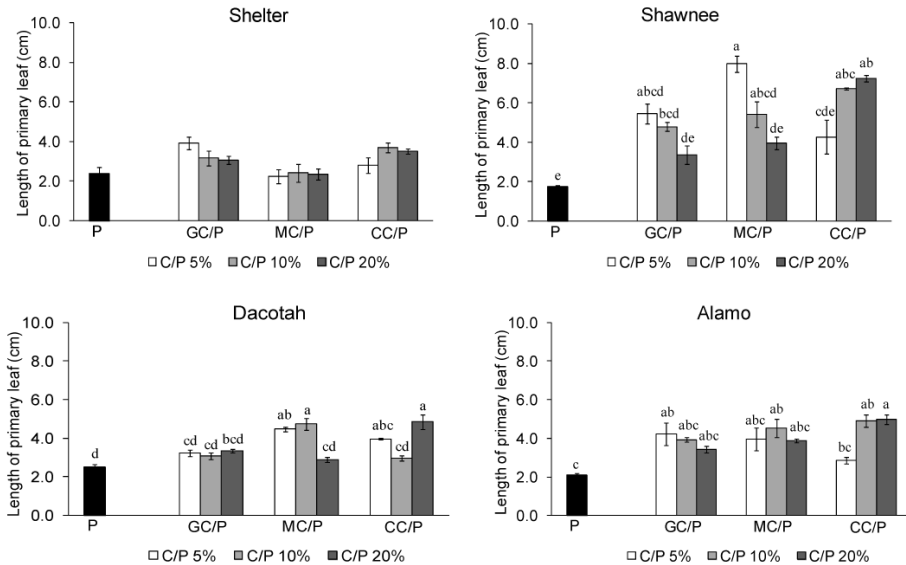 Shelter
Length of primary leaf (cm)
10.0
8.0
6.0
4.0
2.0
0.0
P GC/P MC/P CC/P
C/P 5% C/P 10% C/P 20%
Shawnee
Length of primary leaf (cm)
10.0
8.0
6.0
4.0
2.0
0.0
e abcd bcd de a abcd de cde abc ab
P GC/P MC/P CC/P
C/P 5% C/P 10% C/P 20%
Dacotah
Length of primary leaf (cm)
10.0
8.0
6.0
4.0
2.0
0.0
d cd cd bcd ab a cd abc cd a
P GC/P MC/P CC/P
C/P 5% C/P 10% C/P 20%
Alamo
Length of primary leaf (cm)
10.0
8.0
6.0
4.0
2.0
0.0
c ab abc abc abc ab abc bc ab a
P GC/P MC/P CC/P
C/P 5% C/P 10% C/P 20%